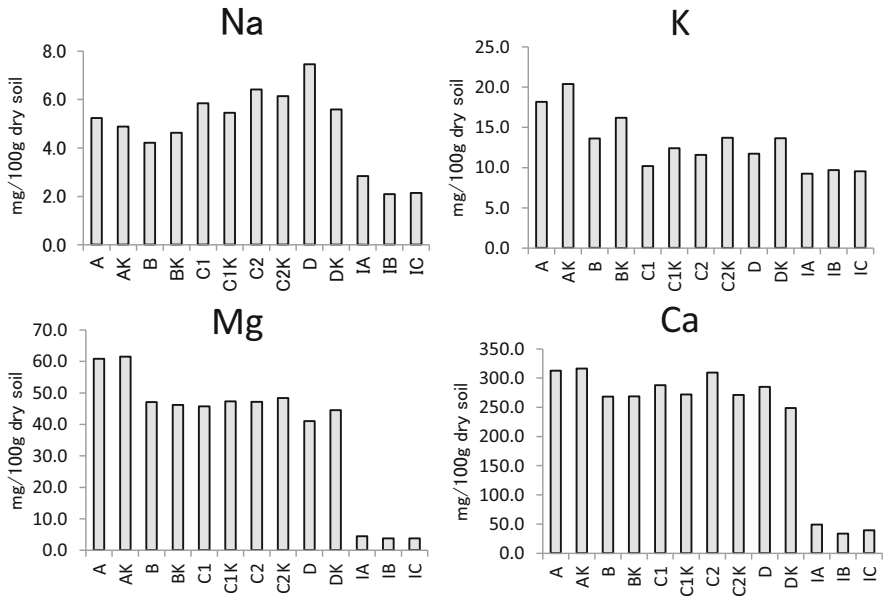 Na
mg/100g dry soil
8.0
6.0
4.0
2.0
0.0
A AK B BK C1 C1K C2 C2K D DK IA IB IC
K
mg/100g dry soil
25.0
20.0
15.0
10.0
5.0
0.0
A AK B BK C1 C1K C2 C2K D DK IA IB IC
Mg
mg/100g dry soil
70.0
60.0
50.0
40.0
30.0
20.0
10.0
0.0
A AK B BK C1 C1K C2 C2K D DK IA IB IC
Ca
mg/100g dry soil
350.0
300.0
250.0
200.0
150.0
100.0
50.0
0.0
A AK B BK C1 C1K C2 C2K D DK IA IB IC